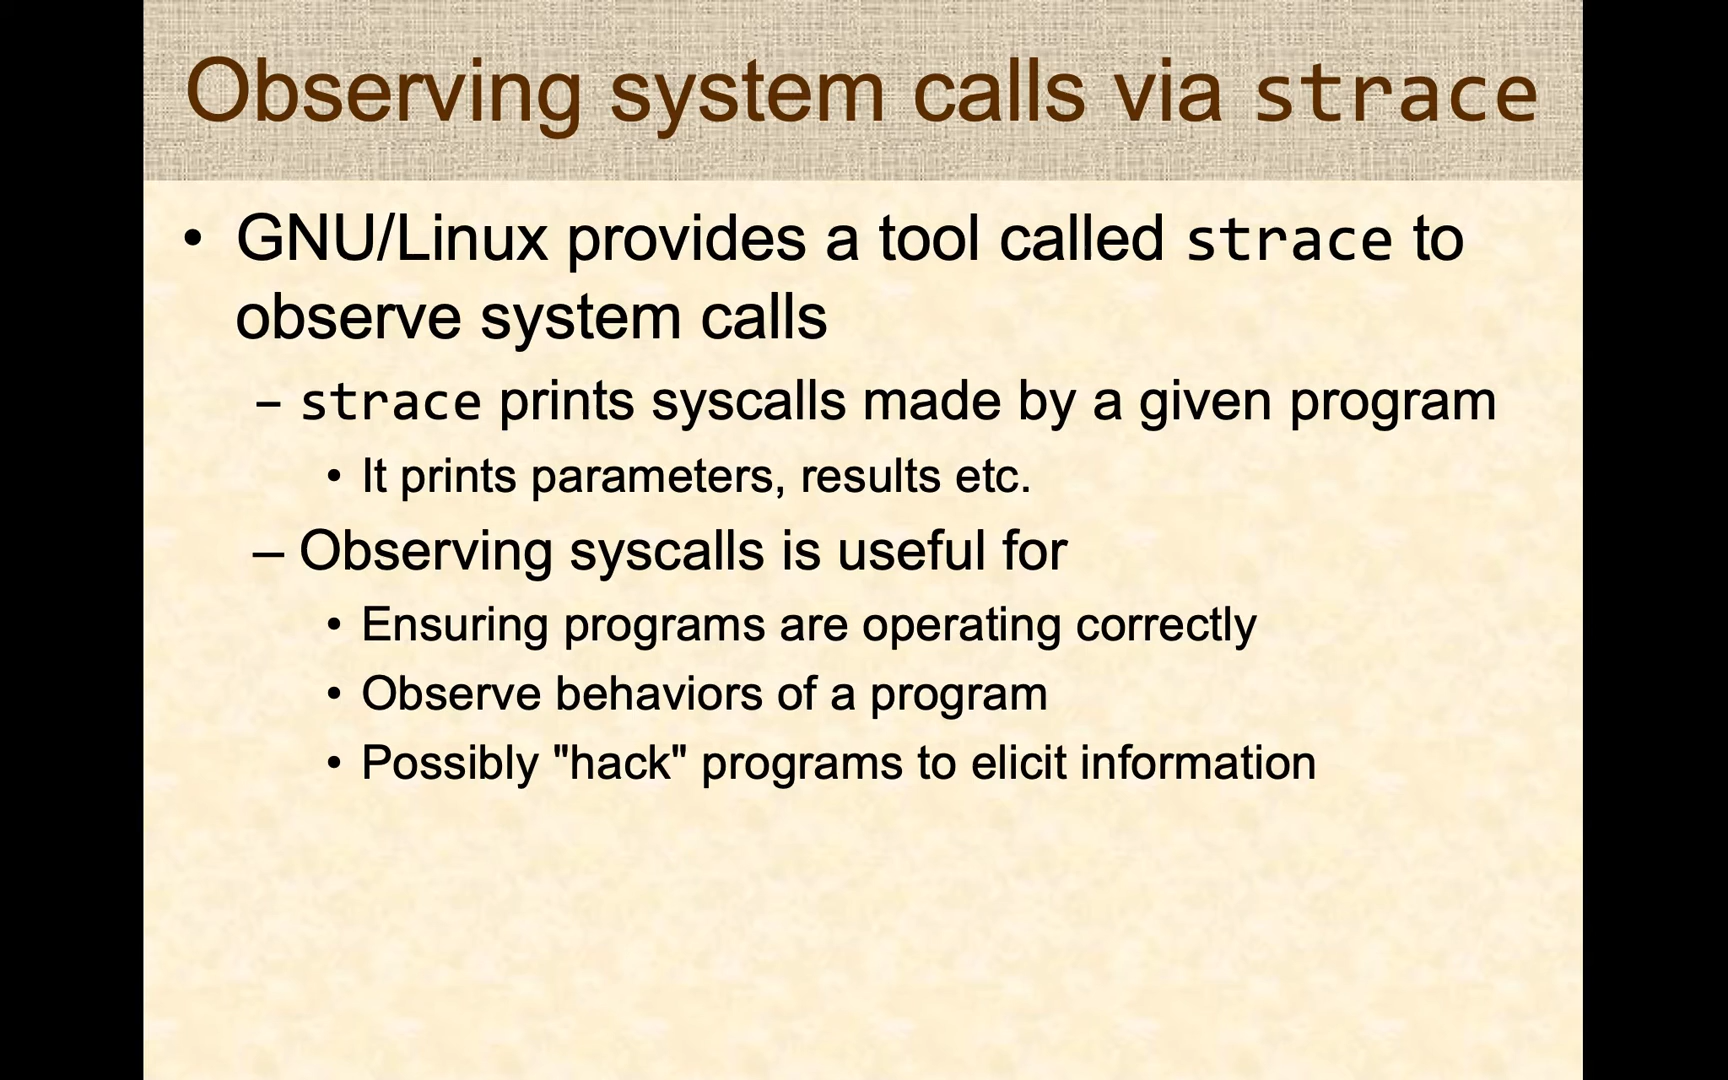 Observing system calls via strace
• GNU/Linux provides a tool called strace to
observe system calls
– strace prints syscalls made by a given program
• It prints parameters, results etc.
– Observing syscalls is useful for
• Ensuring programs are operating correctly
• Observe behaviors of a program
• Possibly "hack" programs to elicit information